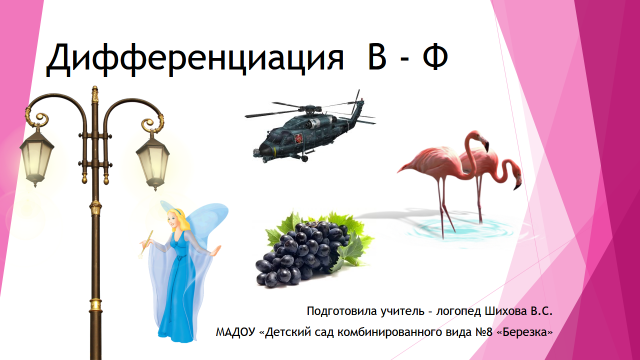 Дифференциация В - Ф
Подготовила учитель – логопед Шихова В.С.
МАДОУ «Детский сад комбинированного вида №8 «Березка»